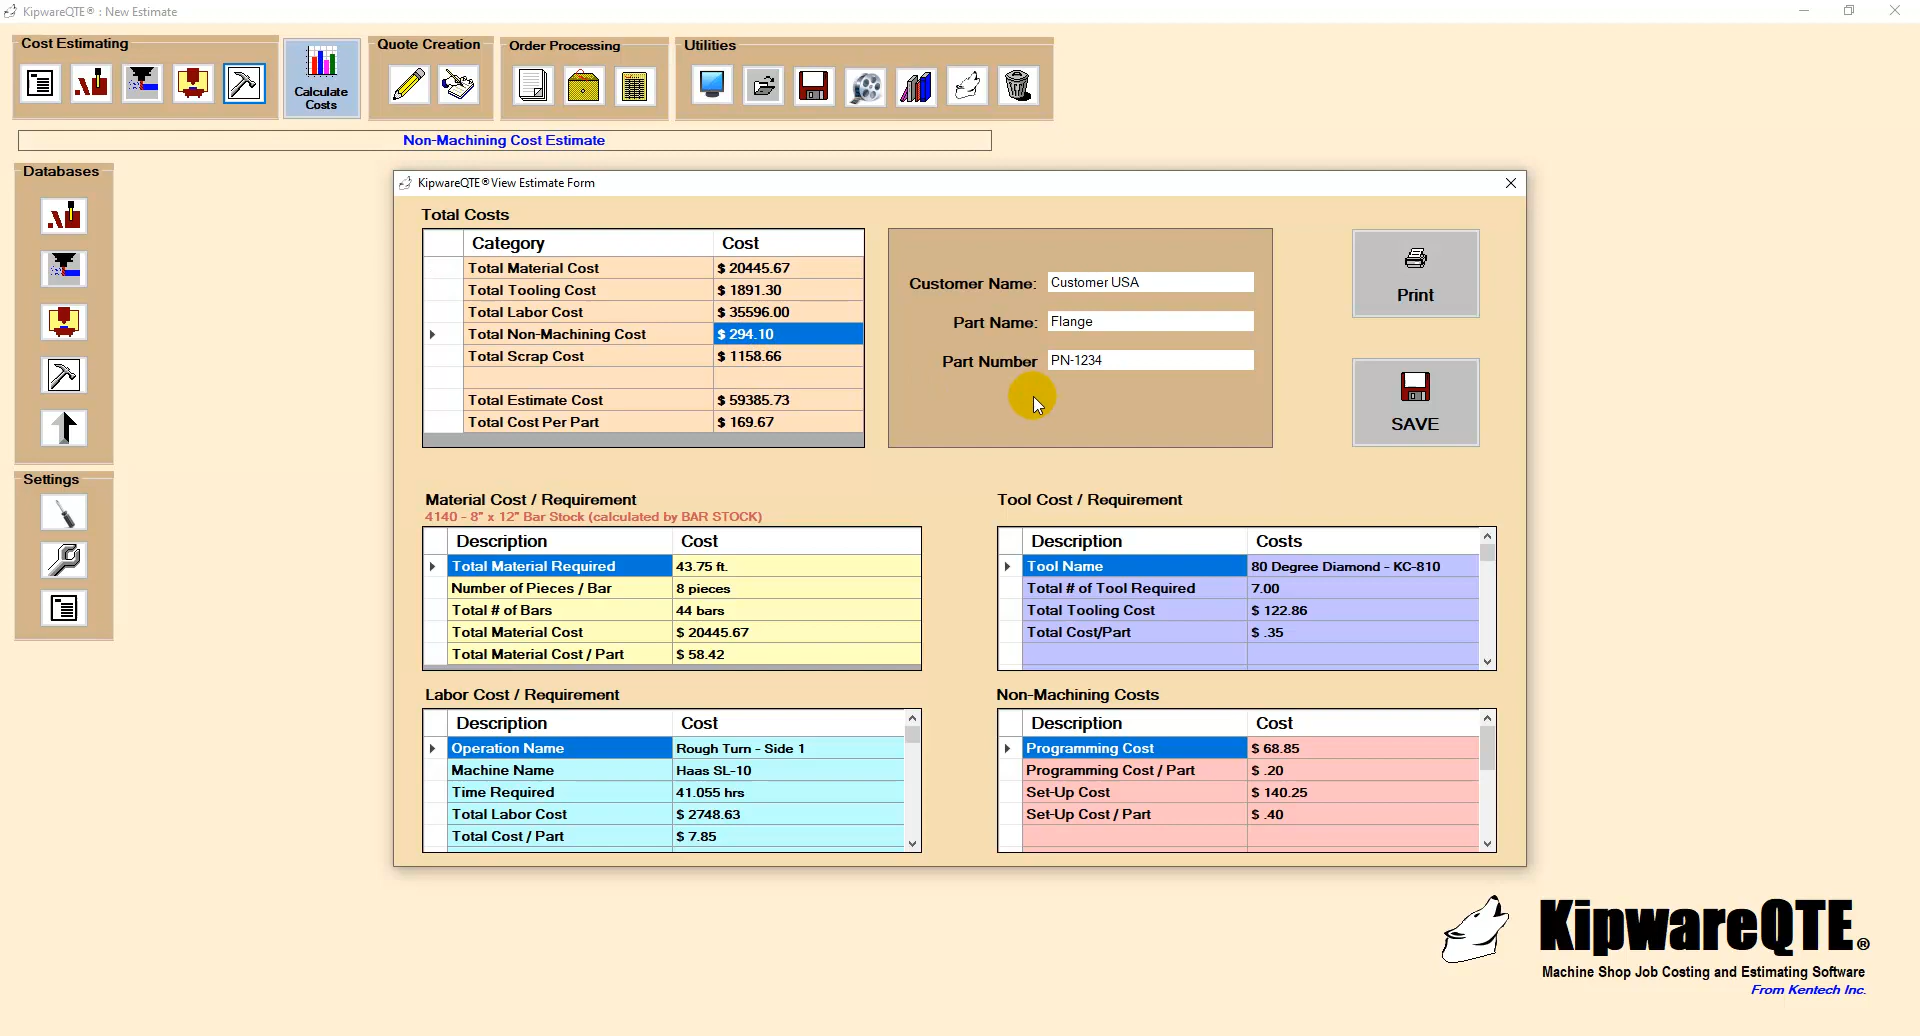 KipwareQTE® : New Estimate
Cost Estimating
Calculate
Costs
Quote Creation
Order Processing
Utilities
Non-Machining Cost Estimate
Databases
Settings
KipwareQTE® View Estimate Form
Total Costs
Category Cost
Total Material Cost $ 20445.67
Total Tooling Cost $ 1891.30
Total Labor Cost $ 35596.00
Total Non-Machining Cost $ 294.10
Total Scrap Cost $ 1158.66
Total Estimate Cost $ 59385.73
Total Cost Per Part $ 169.67
Customer Name: Customer USA
Part Name: Flange
Part Number PN-1234
Print
SAVE
Material Cost / Requirement
4140 - 8" x 12" Bar Stock (calculated by BAR STOCK)
Description Cost
Total Material Required 43.75 ft.
Number of Pieces / Bar 8 pieces
Total # of Bars 44 bars
Total Material Cost $ 20445.67
Total Material Cost / Part $ 58.42
Tool Cost / Requirement
Description Costs
Tool Name 80 Degree Diamond - KC-810
Total # of Tool Required 7.00
Total Tooling Cost $ 122.86
Total Cost/Part $ .35
Labor Cost / Requirement
Description Cost
Operation Name Rough Turn - Side 1
Machine Name Haas SL-10
Time Required 41.055 hrs
Total Labor Cost $ 2748.63
Total Cost / Part $ 7.85
Non-Machining Costs
Description Cost
Programming Cost $ 68.85
Programming Cost / Part $ .20
Set-Up Cost $ 140.25
Set-Up Cost / Part $ .40
KipwareQTE®
Machine Shop Job Costing and Estimating Software
From Kentech Inc.